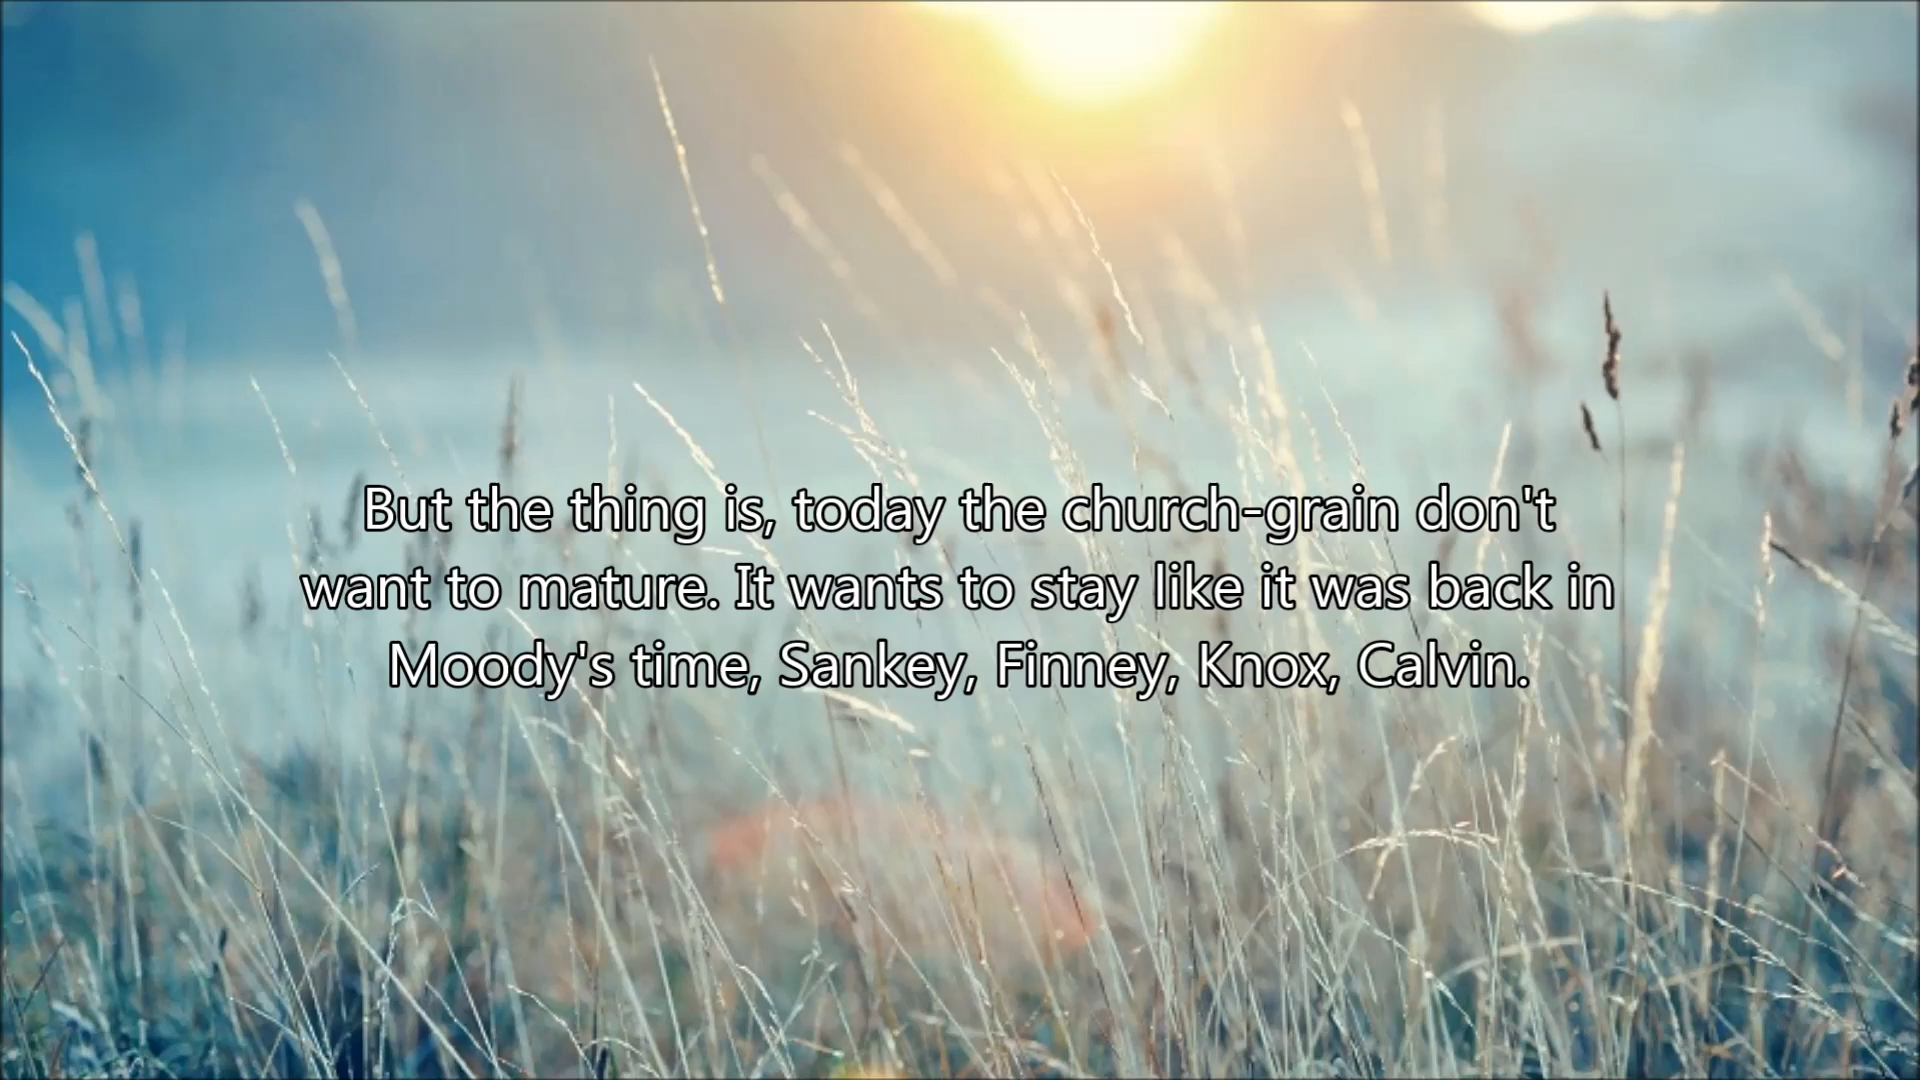 But the thing is, today the church-grain don't
want to mature. It wants to stay like it was back in
Moody's time, Sankey, Finney, Knox, Calvin.